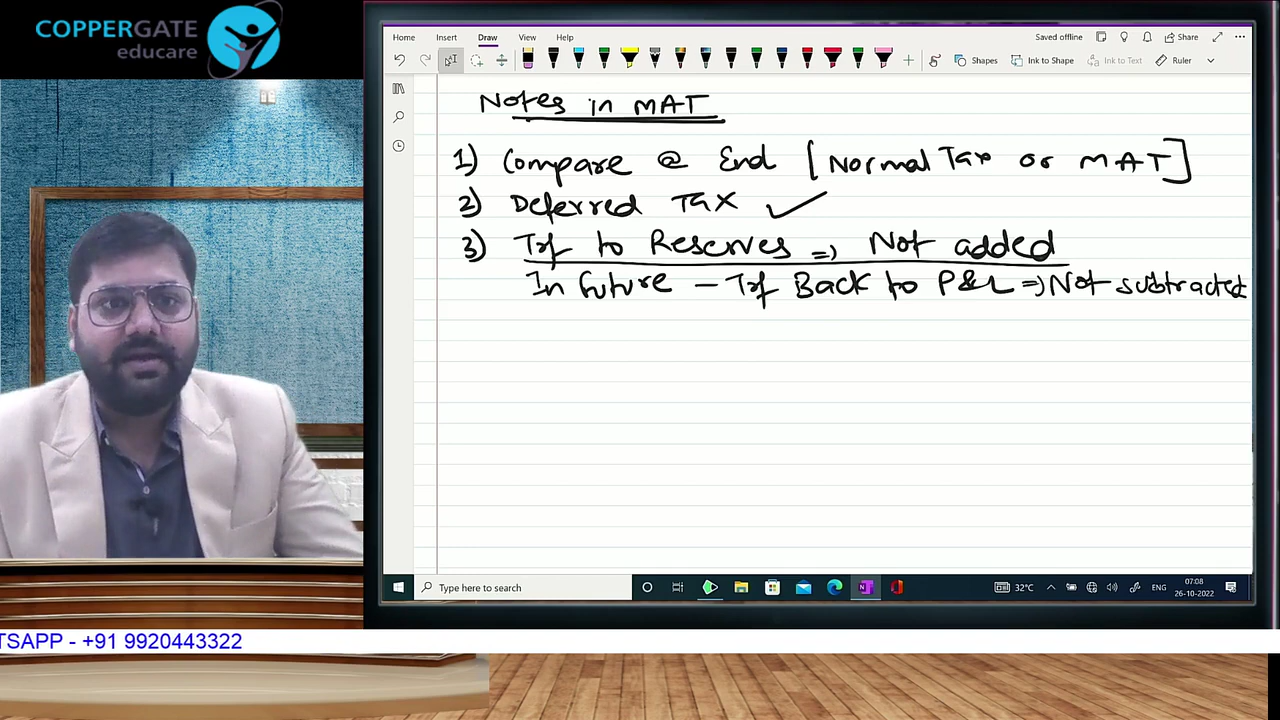 COPPERGATE
educare
Home Insert Draw View Help
Saved offline
Share
Shapes
Ink to Shape
Ink to Text
Ruler
Notes in MAT
1) Compare @ End [Normal Tax or MAT]
2) Deferred Tax ✓
3) Trf to Reserves => Not added
In future - Trf Back to P&L => Not subtracted
Type here to search
32°C
ENG
07:08
26-10-2022
TSAPP - +91 9920443322